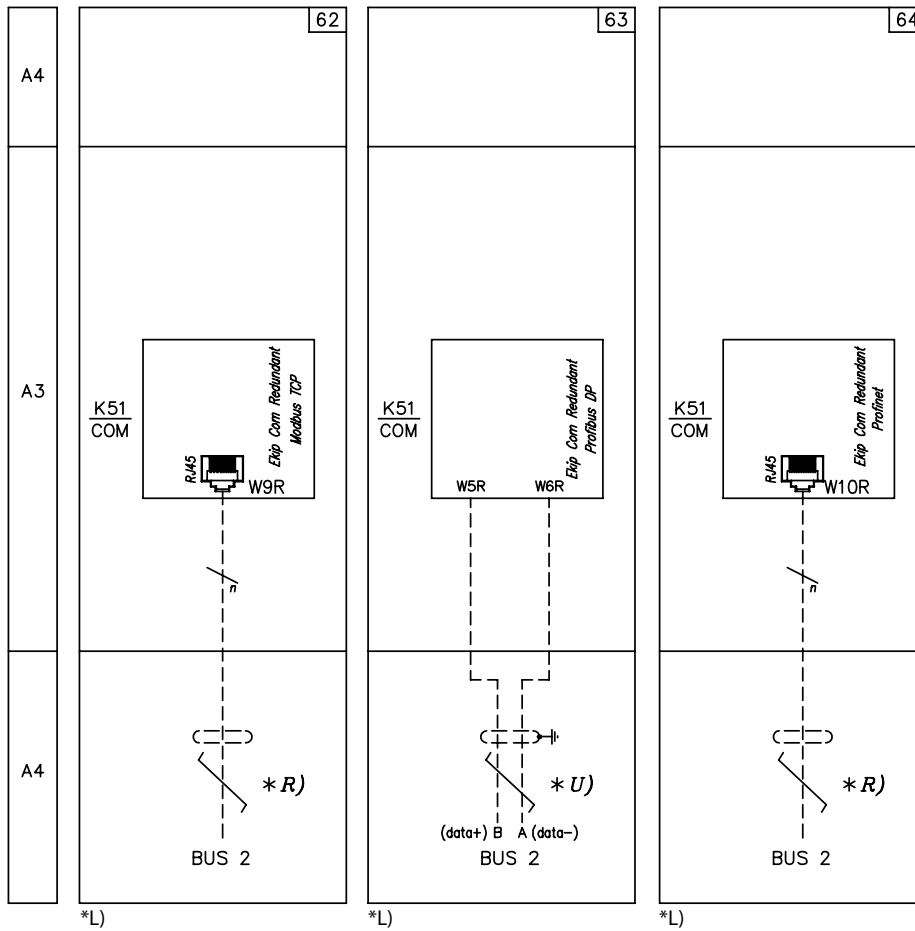 A4
A3
A4
62
K51
COM
Ekip Com Redundant
Modbus TCP
RJ45
W9R
n
*R)
BUS 2
*L)
63
K51
COM
Ekip Com Redundant
Profibus DP
W5R W6R
*U)
(data+) B A (data-)
BUS 2
*L)
64
K51
COM
Ekip Com Redundant
Profinet
RJ45
W10R
n
*R)
BUS 2
*L)